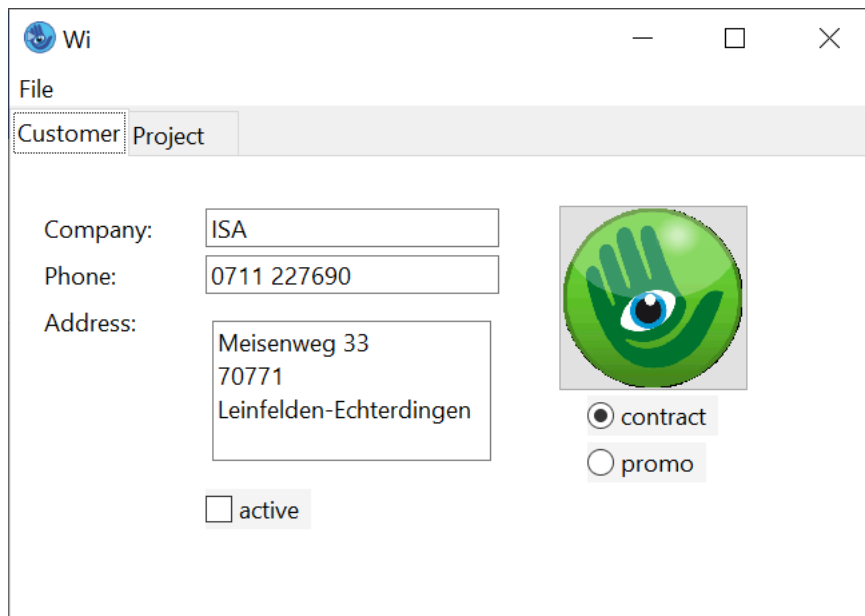 Wi
File
Customer Project
Company: ISA
Phone: 0711 227690
Address:
Meisenweg 33
70771
Leinfelden-Echterdingen
contract
promo
active